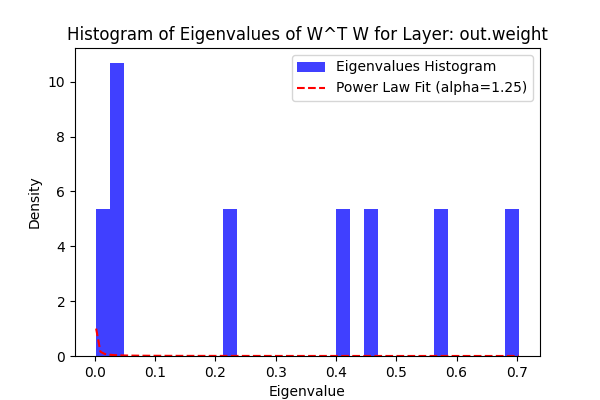 Histogram of Eigenvalues of W^T W for Layer: out.weight
Eigenvalues Histogram
Power Law Fit (alpha=1.25)
Density
10
8
6
4
2
0
0.0 0.1 0.2 0.3 0.4 0.5 0.6 0.7
Eigenvalue